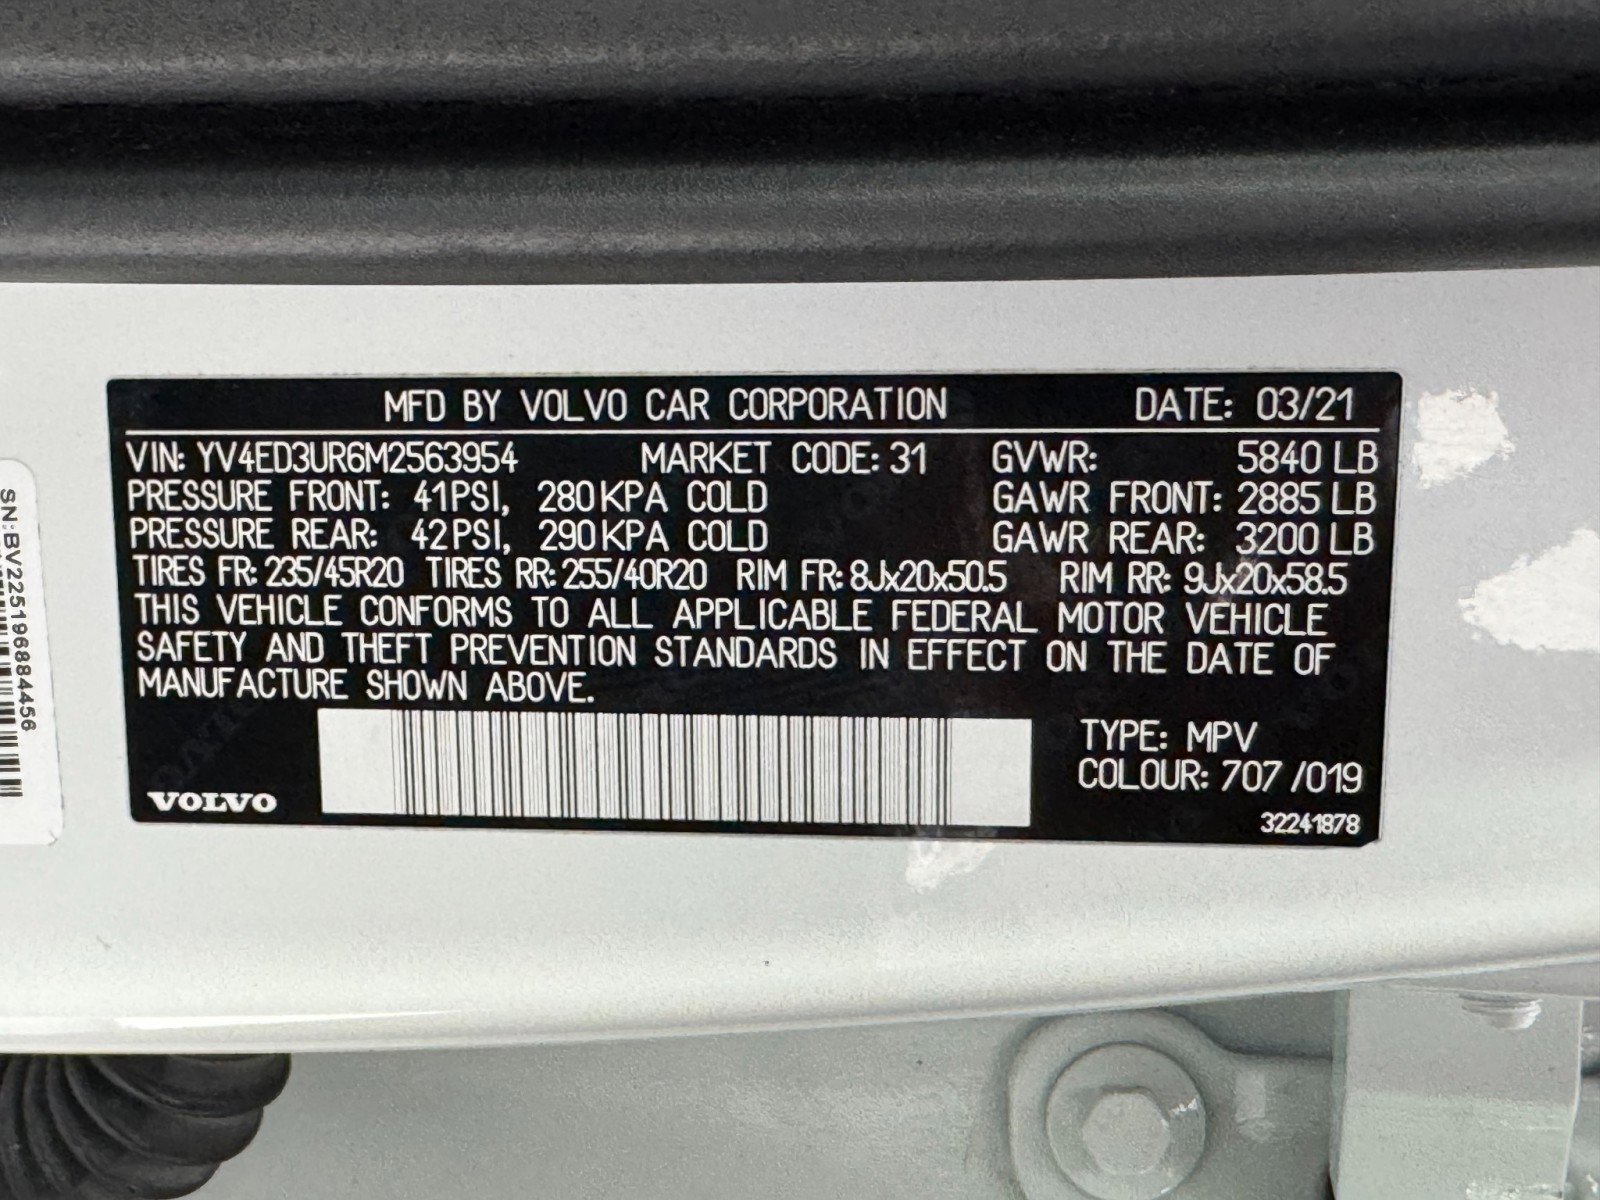 MFD BY VOLVO CAR CORPORATION DATE: 03/21
VIN: YV4ED3UR6M2563954 MARKET CODE: 31 GVWR: 5840 LB
PRESSURE FRONT: 41PSI, 280KPA COLD GAWR FRONT: 2885 LB
PRESSURE REAR: 42PSI, 290KPA COLD GAWR REAR: 3200 LB
TIRES FR: 235/45R20 TIRES RR: 255/40R20 RIM FR: 8Jx20x50.5 RIM RR: 9Jx20x58.5
THIS VEHICLE CONFORMS TO ALL APPLICABLE FEDERAL MOTOR VEHICLE
SAFETY AND THEFT PREVENTION STANDARDS IN EFFECT ON THE DATE OF
MANUFACTURE SHOWN ABOVE.
TYPE: MPV
COLOUR: 707 /019
VOLVO
32241878
SN:BV225196884456